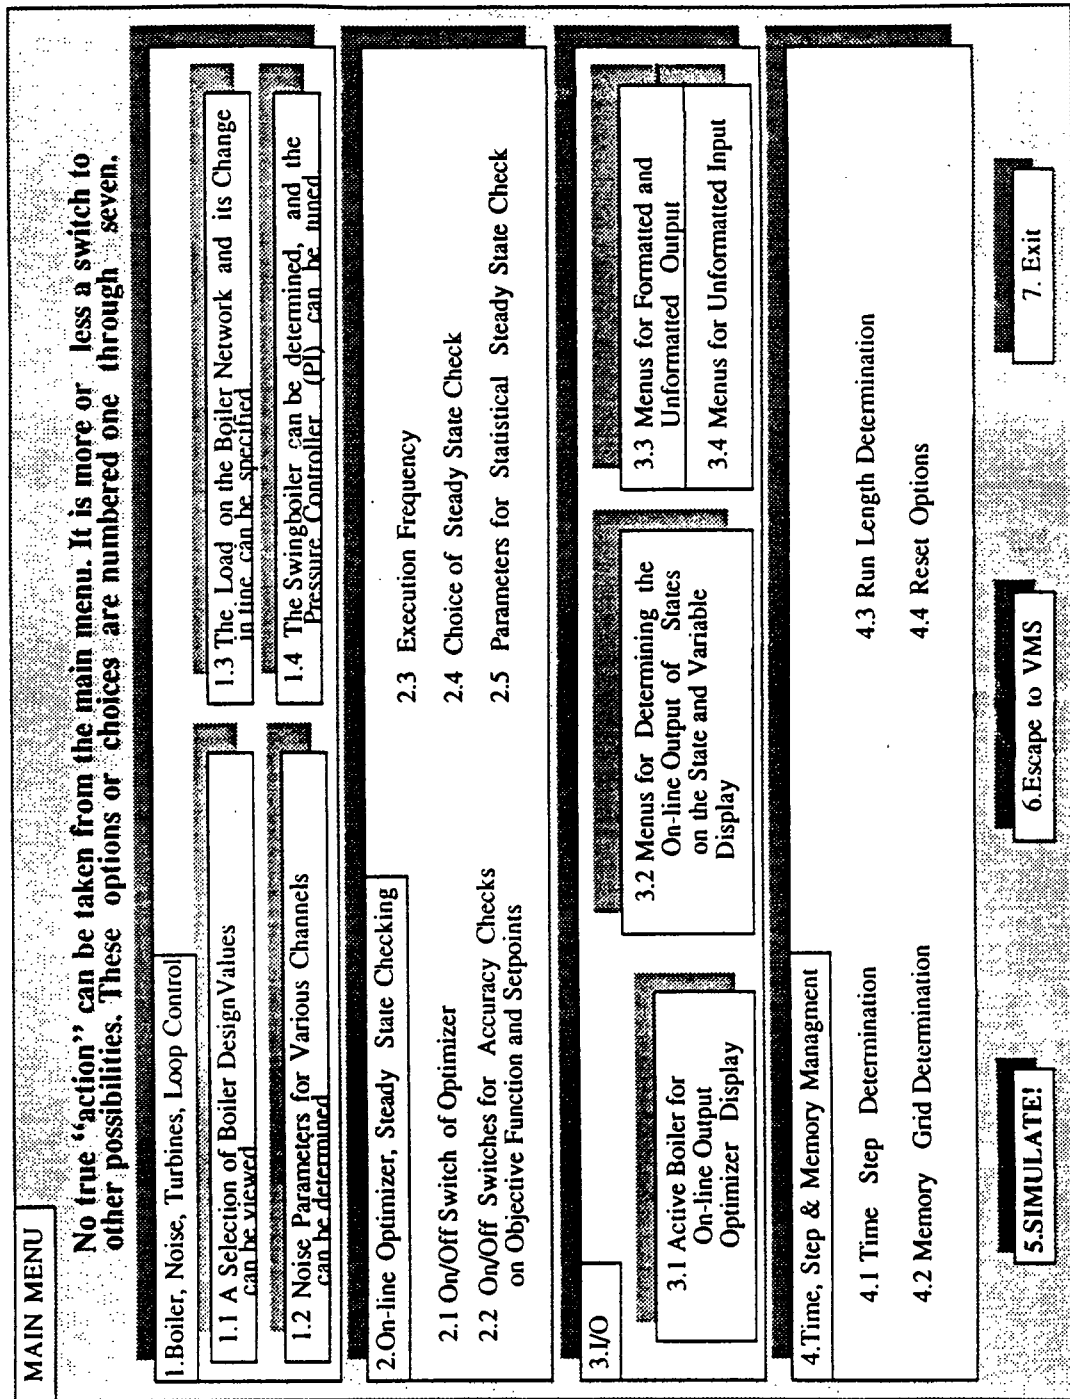 MAIN MENU
No true “action” can be taken from the main menu. It is more or less a switch to
other possibilities. These options or choices are numbered one through seven.
1.Boiler, Noise, Turbines, Loop Control
1.1 A Selection of Boiler Design Values
can be viewed
1.2 Noise Parameters for Various Channels
can be determined
1.3 The Load on the Boiler Network and its Change
in time can be specified
1.4 The Swingboiler can be determined, and the
Pressure Controller (PI) can be tuned
2.On-line Optimizer, Steady State Checking
2.1 On/Off Switch of Optimizer
2.2 On/Off Switches for Accuracy Checks
on Objective Function and Setpoints
2.3 Execution Frequency
2.4 Choice of Steady State Check
2.5 Parameters for Statistical Steady State Check
3.I/O
3.1 Active Boiler for
On-line Output
Optimizer Display
3.2 Menus for Determining the
On-line Output of States
on the State and Variable
Display
3.3 Menus for Formatted and
Unformatted Output
3.4 Menus for Unformatted Input
4.Time, Step & Memory Managment
4.1 Time Step Determination
4.2 Memory Grid Determination
4.3 Run Length Determination
4.4 Reset Options
5.SIMULATE!
6.Escape to VMS
7. Exit